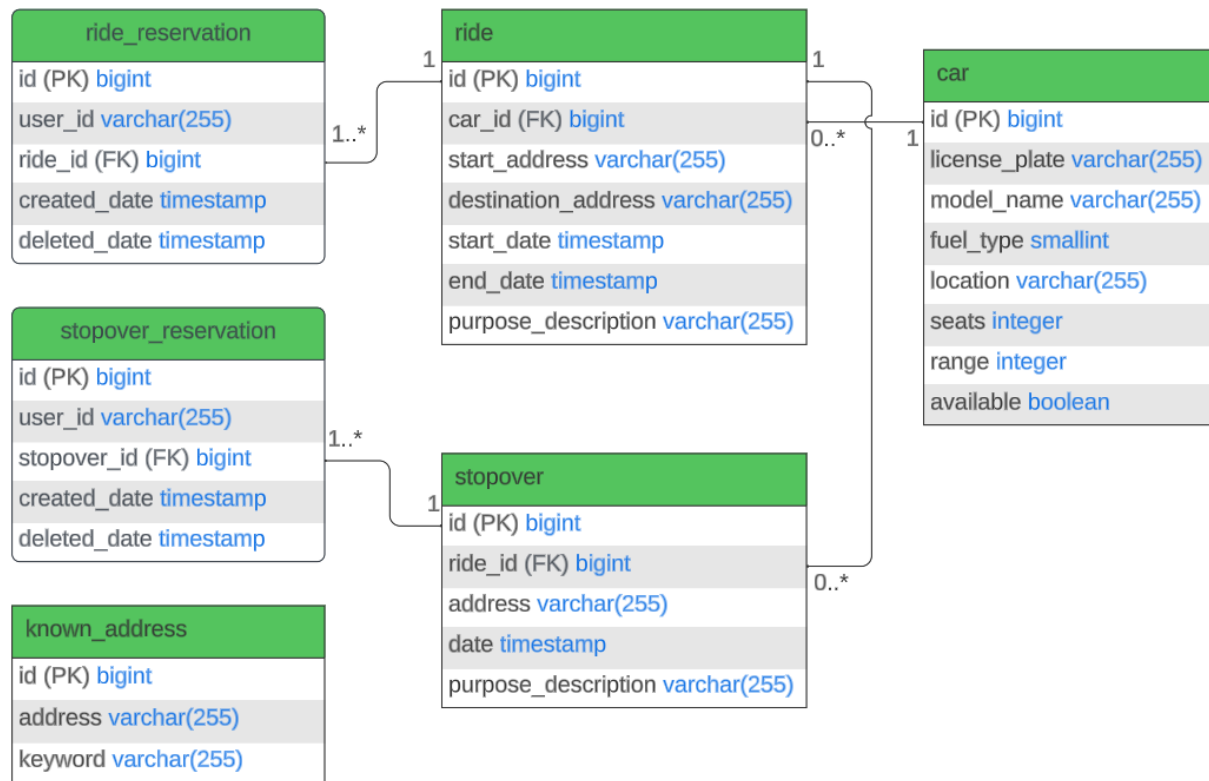 ride_reservation
id (PK) bigint
user_id varchar(255)
ride_id (FK) bigint
created_date timestamp
deleted_date timestamp
1..*
1
ride
id (PK) bigint
car_id (FK) bigint
start_address varchar(255)
destination_address varchar(255)
start_date timestamp
end_date timestamp
purpose_description varchar(255)
1
0..*
1
car
id (PK) bigint
license_plate varchar(255)
model_name varchar(255)
fuel_type smallint
location varchar(255)
seats integer
range integer
available boolean
stopover_reservation
id (PK) bigint
user_id varchar(255)
stopover_id (FK) bigint
created_date timestamp
deleted_date timestamp
1..*
1
stopover
id (PK) bigint
ride_id (FK) bigint
address varchar(255)
date timestamp
purpose_description varchar(255)
0..*
known_address
id (PK) bigint
address varchar(255)
keyword varchar(255)